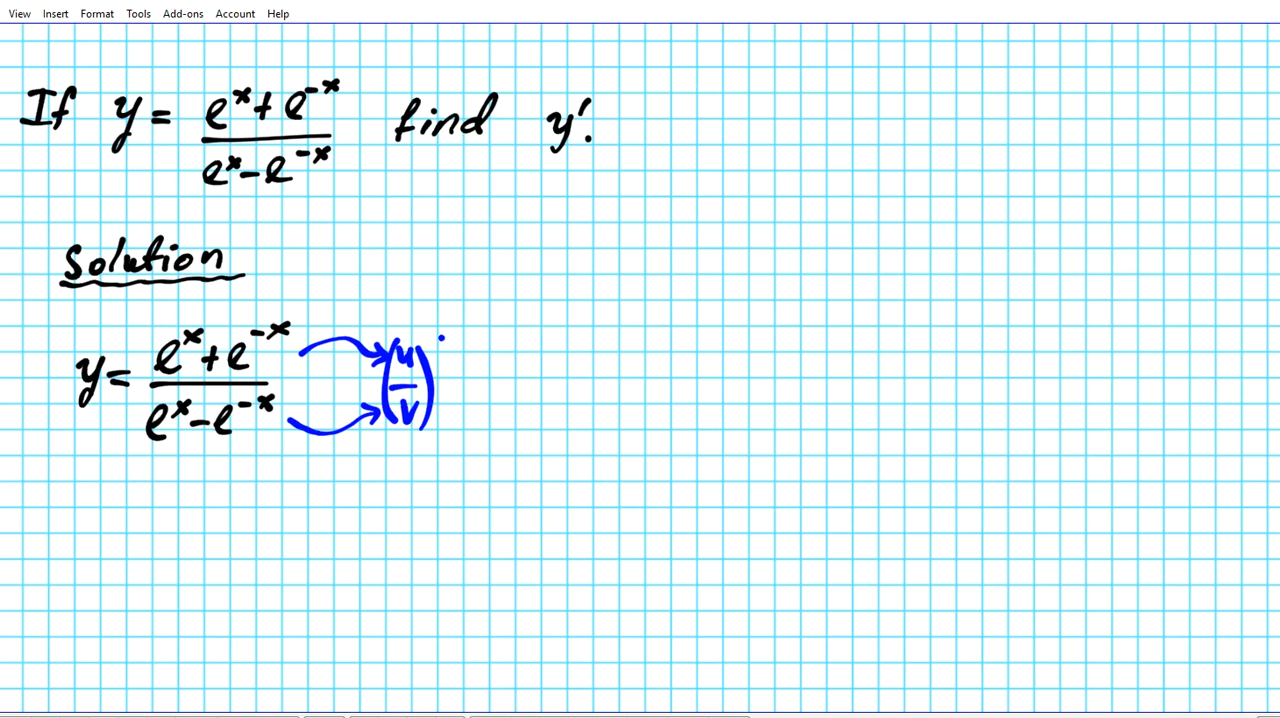 View Insert Format Tools Add-ons Account Help
If y = (e^x + e^-x)/(e^x - e^-x) find y'.
Solution
y = (e^x + e^-x)/(e^x - e^-x) (u/v)